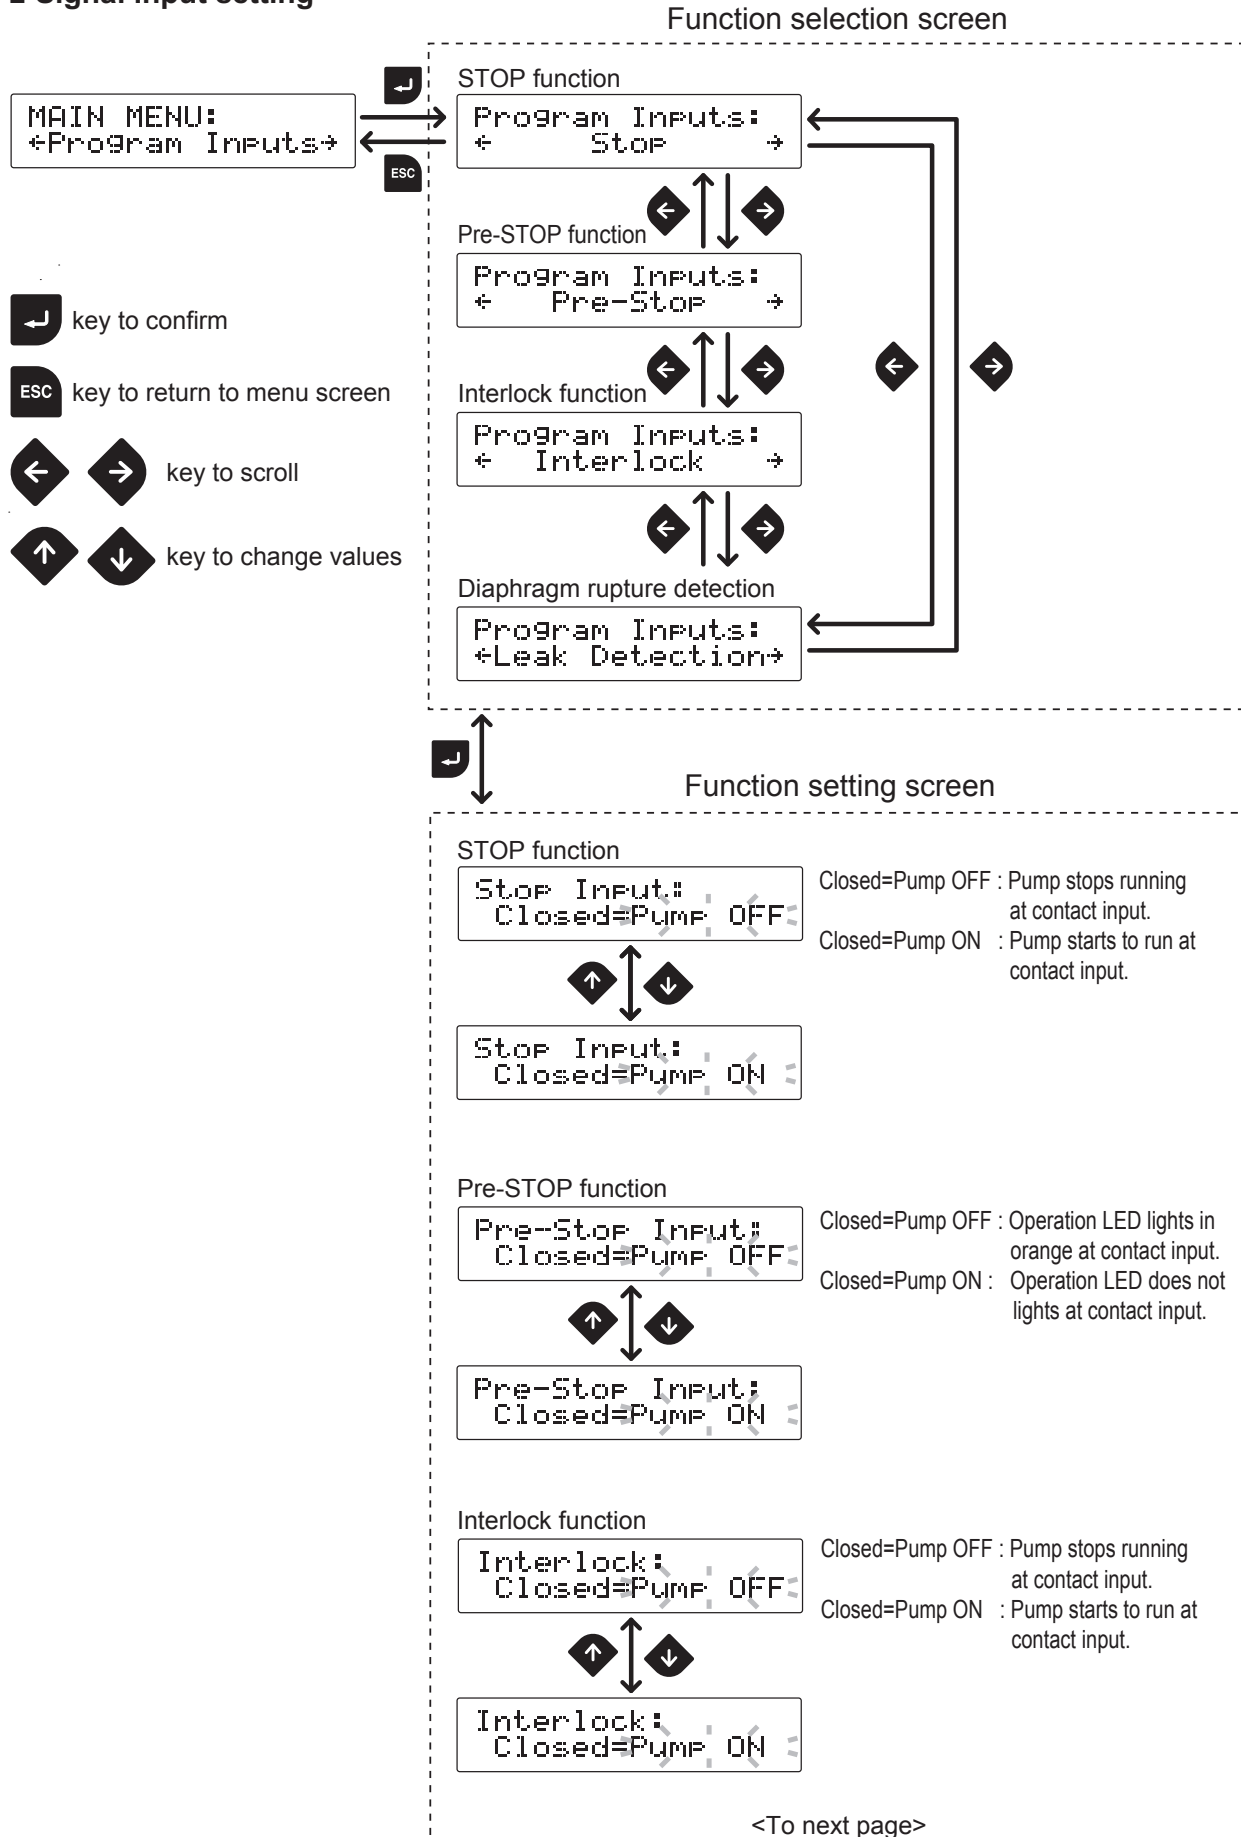 2 Signal input setting
Function selection screen
STOP function
MAIN MENU:
←Program Inputs→
ESC
Program Inputs:
← Stop →
Pre-STOP function
Program Inputs:
← Pre-Stop →
key to confirm
ESC key to return to menu screen
← → key to scroll
↑ ↓ key to change values
Interlock function
Program Inputs:
← Interlock →
Diaphragm rupture detection
Program Inputs:
←Leak Detection→
Function setting screen
STOP function
Stop Input:
Closed=Pump OFF
Closed=Pump OFF : Pump stops running
at contact input.
Closed=Pump ON : Pump starts to run at
contact input.
Stop Input:
Closed=Pump ON
Pre-STOP function
Pre-Stop Input:
Closed=Pump OFF
Closed=Pump OFF : Operation LED lights in
orange at contact input.
Closed=Pump ON : Operation LED does not
lights at contact input.
Pre-Stop Input:
Closed=Pump ON
Interlock function
Interlock:
Closed=Pump OFF
Closed=Pump OFF : Pump stops running
at contact input.
Closed=Pump ON : Pump starts to run at
contact input.
Interlock:
Closed=Pump ON
<To next page>